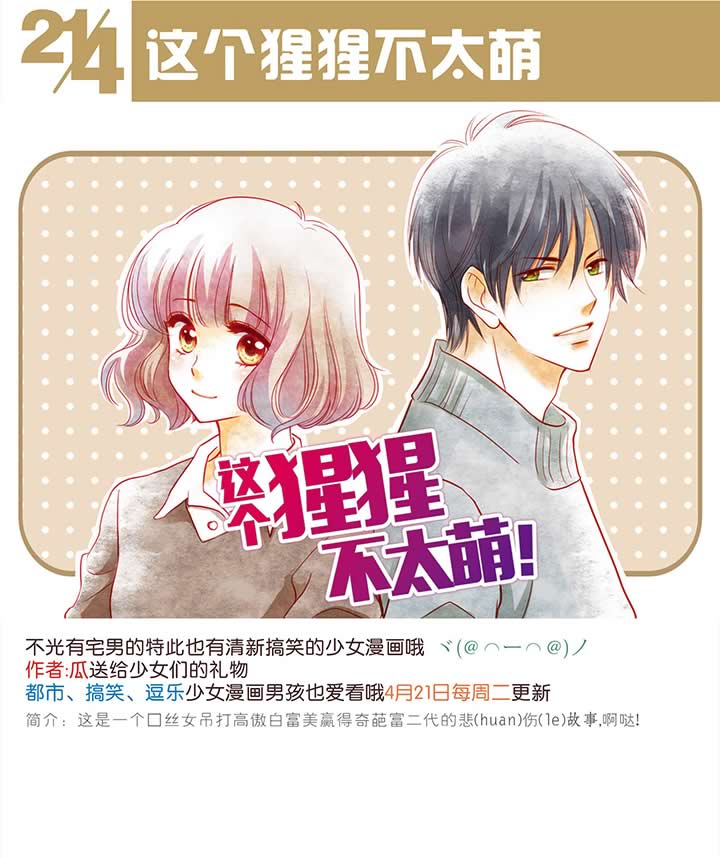 21/4 这个猩猩不太萌
这个猩猩
不太萌!
不光有宅男的特此也有清新搞笑的少女漫画哦 ヾ(@⌒ー⌒@)ノ
作者:瓜送给少女们的礼物
都市、搞笑、逗乐少女漫画男孩也爱看哦4月21日每周二更新
简介：这是一个□丝女吊打高傲白富美赢得奇葩富二代的悲(huan)伤(le)故事,啊哒!